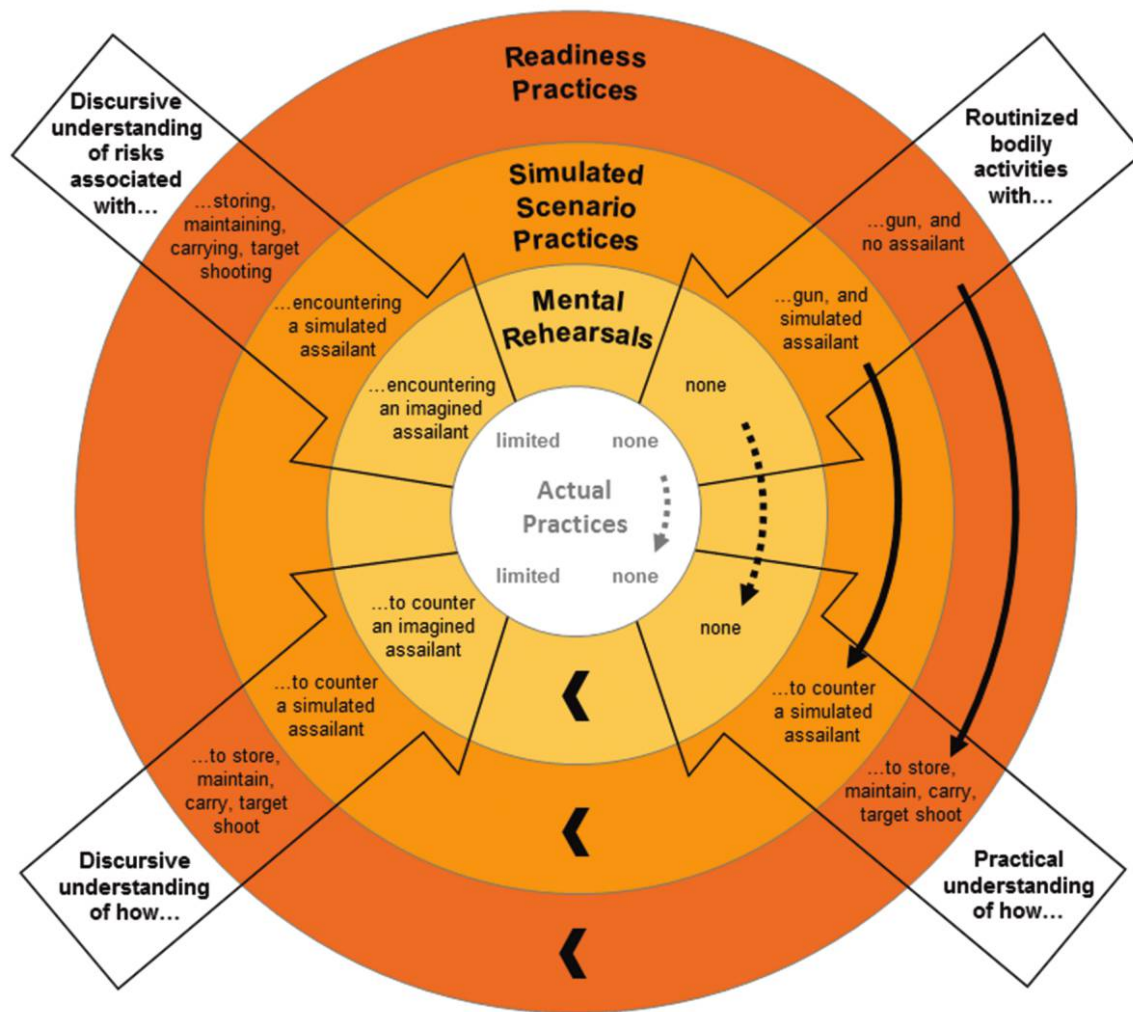 Readiness
Practices
Discursive
understanding
of risks
associated
with…
Routinized
bodily
activities
with…
Simulated
Scenario
Practices
…storing,
maintaining,
carrying, target
shooting
…gun, and
no assailant
…encountering
a simulated
assailant
Mental
Rehearsals
…gun, and
simulated
assailant
…encountering
an imagined
assailant
none
limited
none
Actual
Practices
limited
none
…to counter
an imagined
assailant
none
…to counter
a simulated
assailant
…to counter
a simulated
assailant
…to store,
maintain,
carry, target
shoot
…to store,
maintain, carry,
target shoot
Discursive
understanding
of how…
Practical
understanding
of how…